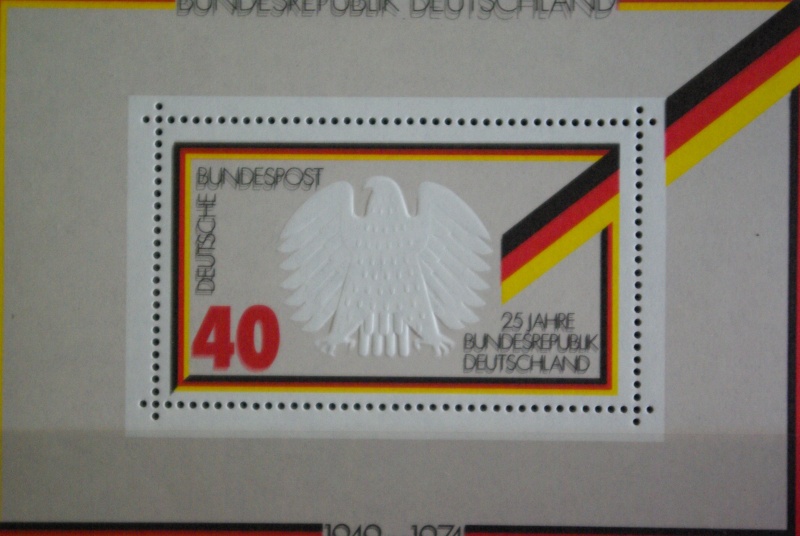 BUNDESREPUBLIK DEUTSCHLAND
BUNDESPOST
DEUTSCHE
40
25 JAHRE
BUNDESREPUBLIK
DEUTSCHLAND
1949 1974